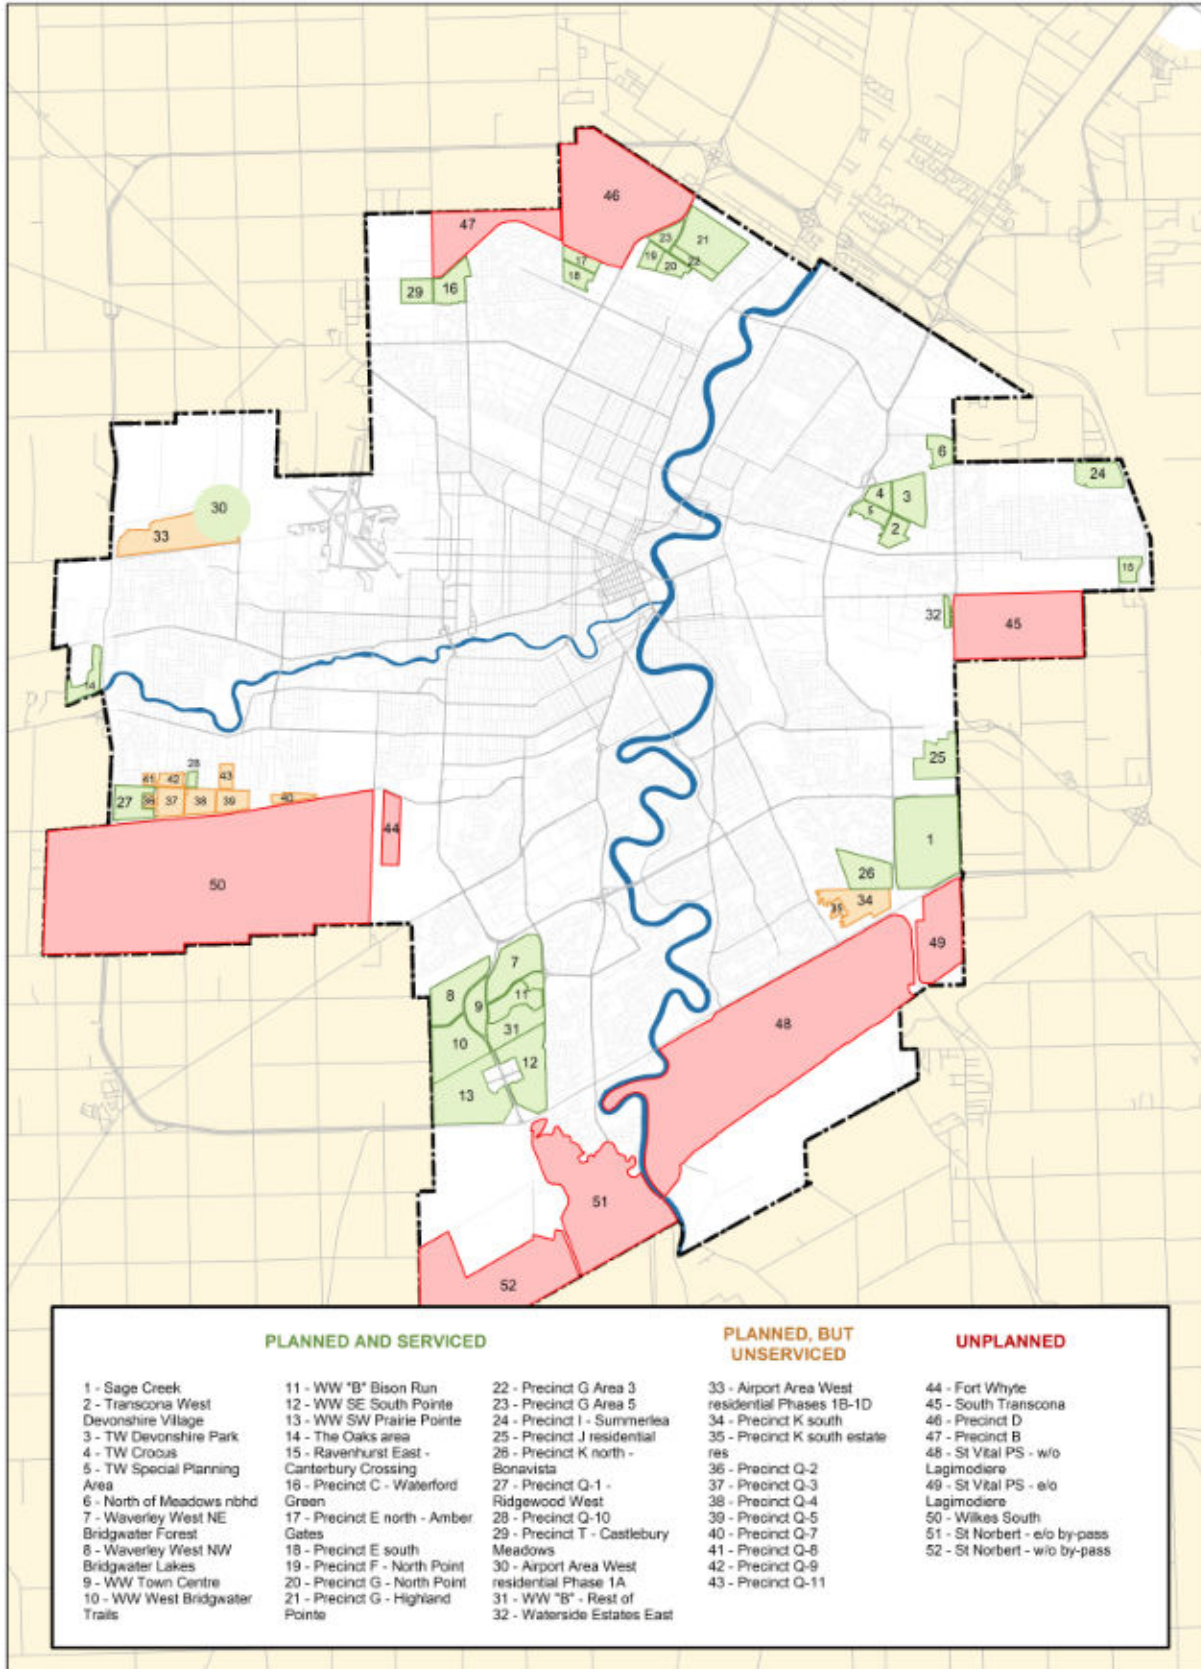 46
47
21
23
19
20
22
17
18
16
29
6
24
4
3
5
2
30
33
15
32
45
14
25
28
41
42
43
27
36
37
38
39
40
44
1
50
26
34
35
49
7
8
9
11
31
10
12
13
48
51
52
PLANNED AND SERVICED
1 - Sage Creek
2 - Transcona West
Devonshire Village
3 - TW Devonshire Park
4 - TW Crocus
5 - TW Special Planning
Area
6 - North of Meadows nbhd
7 - Waverley West NE
Bridgwater Forest
8 - Waverley West NW
Bridgwater Lakes
9 - WW Town Centre
10 - WW West Bridgwater
Trails
11 - WW "B" Bison Run
12 - WW SE South Pointe
13 - WW SW Prairie Pointe
14 - The Oaks area
15 - Ravenhurst East -
Canterbury Crossing
16 - Precinct C - Waterford
Green
17 - Precinct E north - Amber
Gates
18 - Precinct E south
19 - Precinct F - North Point
20 - Precinct G - North Point
21 - Precinct G - Highland
Pointe
22 - Precinct G Area 3
23 - Precinct G Area 5
24 - Precinct I - Summerlea
25 - Precinct J residential
26 - Precinct K north -
Bonavista
27 - Precinct Q-1 -
Ridgewood West
28 - Precinct Q-10
29 - Precinct T - Castlebury
Meadows
30 - Airport Area West
residential Phase 1A
31 - WW "B" - Rest of
32 - Waterside Estates East
PLANNED, BUT
UNSERVICED
33 - Airport Area West
residential Phases 1B-1D
34 - Precinct K south
35 - Precinct K south estate
res
36 - Precinct Q-2
37 - Precinct Q-3
38 - Precinct Q-4
39 - Precinct Q-5
40 - Precinct Q-7
41 - Precinct Q-8
42 - Precinct Q-9
43 - Precinct Q-11
UNPLANNED
44 - Fort Whyte
45 - South Transcona
46 - Precinct D
47 - Precinct B
48 - St Vital PS - w/o
Lagimodiere
49 - St Vital PS - e/o
Lagimodiere
50 - Wilkes South
51 - St Norbert - e/o by-pass
52 - St Norbert - w/o by-pass